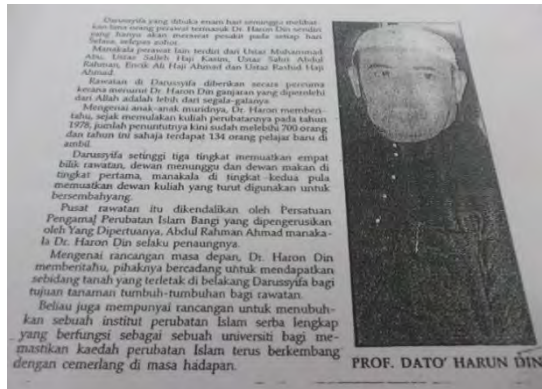 Darussyifa yang dibuka enam hari seminggu melibat-
kan lima orang perawat termasuk Dr. Haron Din sendiri
yang hanya akan merawat pesakit pada setiap hari
Selasa, selepas zohor.
Manakala perawat lain terdiri dari Ustaz Muhammad
Abu, Ustaz Salleh Haji Kazim, Ustaz Sabri Abdul
Rahman, Encik Ali Haji Ahmad dan Ustaz Rashid Haji
Ahmad.
Rawatan di Darussyifa diberikan secara percuma
kerana menurut Dr. Haron Din ganjaran yang diperolehi
dari Allah adalah lebih dari segala-galanya.
Mengenai anak-anak muridnya, Dr. Haron memberi-
tahu, sejak memulakan kuliah perubatannya pada tahun
1978, jumlah penuntutnya kini sudah melebihi 700 orang
dan tahun ini sahaja terdapat 134 orang pelajar baru di
ambil.
Darussyifa setinggi tiga tingkat memuatkan empat
bilik rawatan, dewan menunggu dan dewan makan di
tingkat pertama, manakala di tingkat kedua pula
memuatkan dewan kuliah yang turut digunakan untuk
bersembahyang.
Pusat rawatan itu dikendalikan oleh Persatuan
Pengamal Perubatan Islam Bangi yang dipengerusikan
oleh Yang Dipertuanya, Abdul Rahman Ahmad manaka-
la Dr. Haron Din selaku penaungnya.
Mengenai rancangan masa depan, Dr. Haron Din
memberitahu, pihaknya bercadang untuk mendapatkan
sebidang tanah yang terletak di belakang Darussyifa bagi
tujuan tanaman tumbuh-tumbuhan bagi rawatan.
Beliau juga mempunyai rancangan untuk menubuh-
kan sebuah institut perubatan Islam serba lengkap
yang berfungsi sebagai sebuah universiti bagi me-
mastikan kaedah perubatan Islam terus berkembang
dengan cemerlang di masa hadapan.
PROF. DATO' HARUN DIN